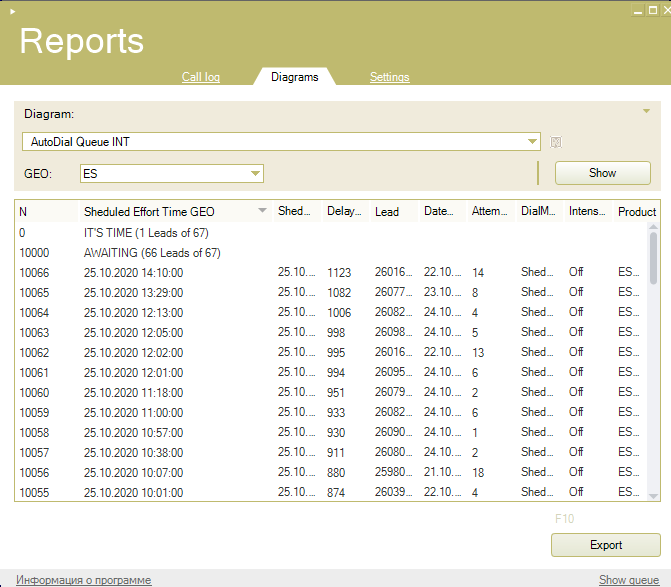 Reports
Call log Diagrams Settings
Diagram:
AutoDial Queue INT
GEO: ES Show
N Sheduled Effort Time GEO Shed... Delay... Lead Date... Attem... DialM... Intens... Product
0 IT'S TIME (1 Leads of 67)
10000 AWAITING (66 Leads of 67)
10066 25.10.2020 14:10:00 25.10.... 1123 26016... 22.10.... 14 Shed... Off ES...
10065 25.10.2020 13:29:00 25.10.... 1082 26077... 23.10.... 8 Shed... Off ES...
10064 25.10.2020 12:13:00 25.10.... 1006 26082... 24.10.... 4 Shed... Off ES...
10063 25.10.2020 12:05:00 25.10.... 998 26098... 24.10.... 5 Shed... Off ES...
10062 25.10.2020 12:02:00 25.10.... 995 26016... 22.10.... 13 Shed... Off ES...
10061 25.10.2020 12:01:00 25.10.... 994 26095... 24.10.... 6 Shed... Off ES...
10060 25.10.2020 11:18:00 25.10.... 951 26079... 24.10.... 2 Shed... Off ES...
10059 25.10.2020 11:00:00 25.10.... 933 26082... 24.10.... 6 Shed... Off ES...
10058 25.10.2020 10:57:00 25.10.... 930 26090... 24.10.... 1 Shed... Off ES...
10057 25.10.2020 10:38:00 25.10.... 911 26080... 24.10.... 2 Shed... Off ES...
10056 25.10.2020 10:07:00 25.10.... 880 25980... 21.10.... 18 Shed... Off ES...
10055 25.10.2020 10:01:00 25.10.... 874 26039... 22.10.... 4 Shed... Off ES...
F10
Export
Информация о программе Show queue